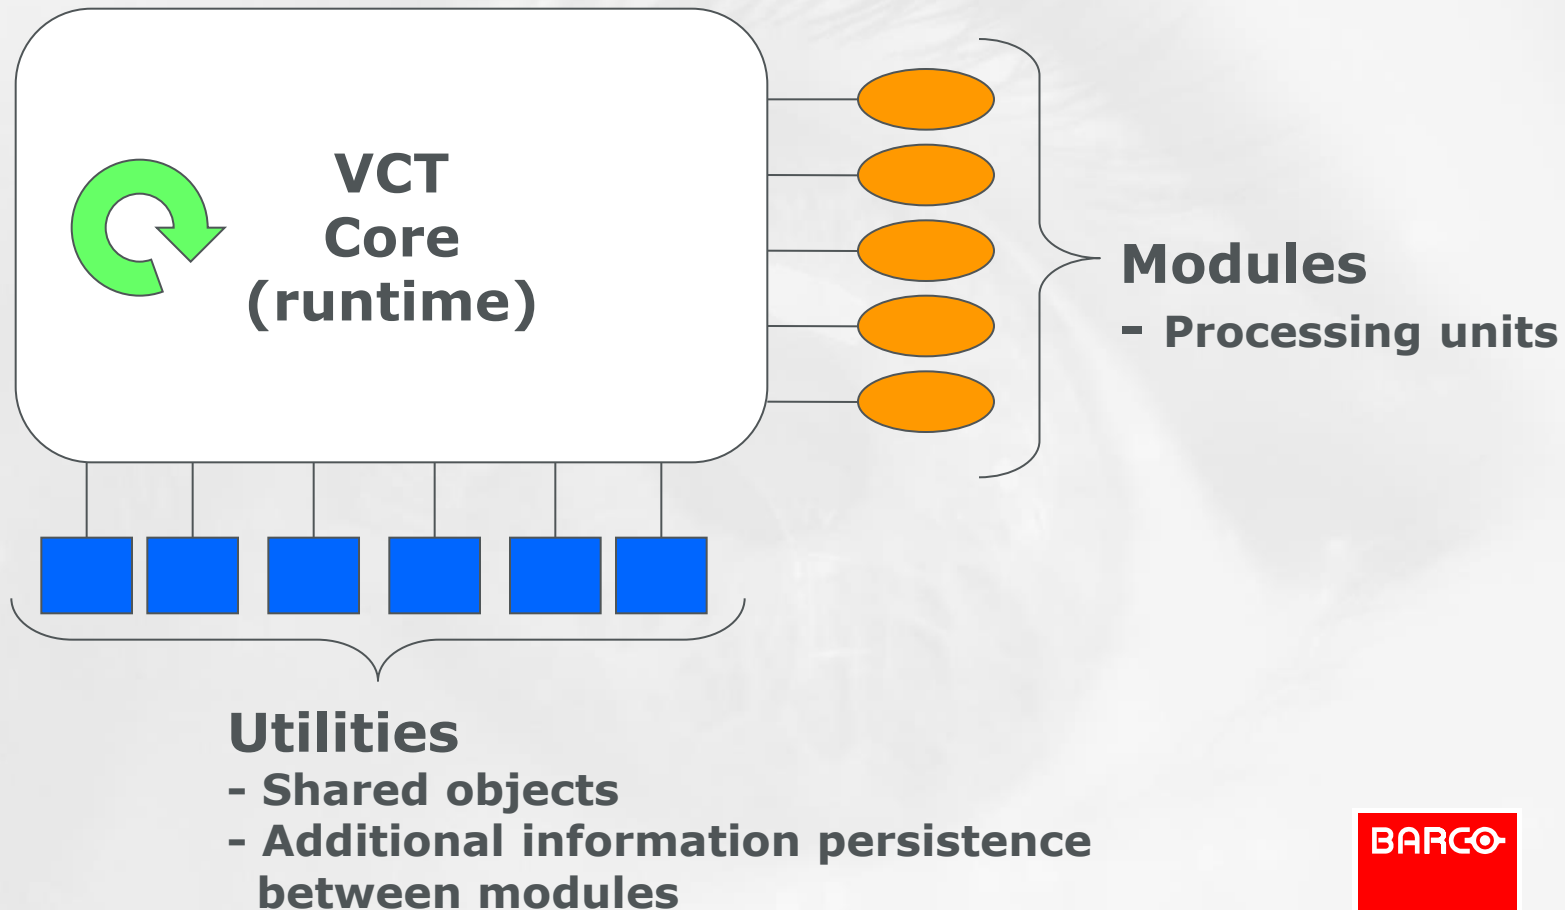 VCT
Core
(runtime)
Modules
- Processing units
Utilities
- Shared objects
- Additional information persistence
between modules
BARCO